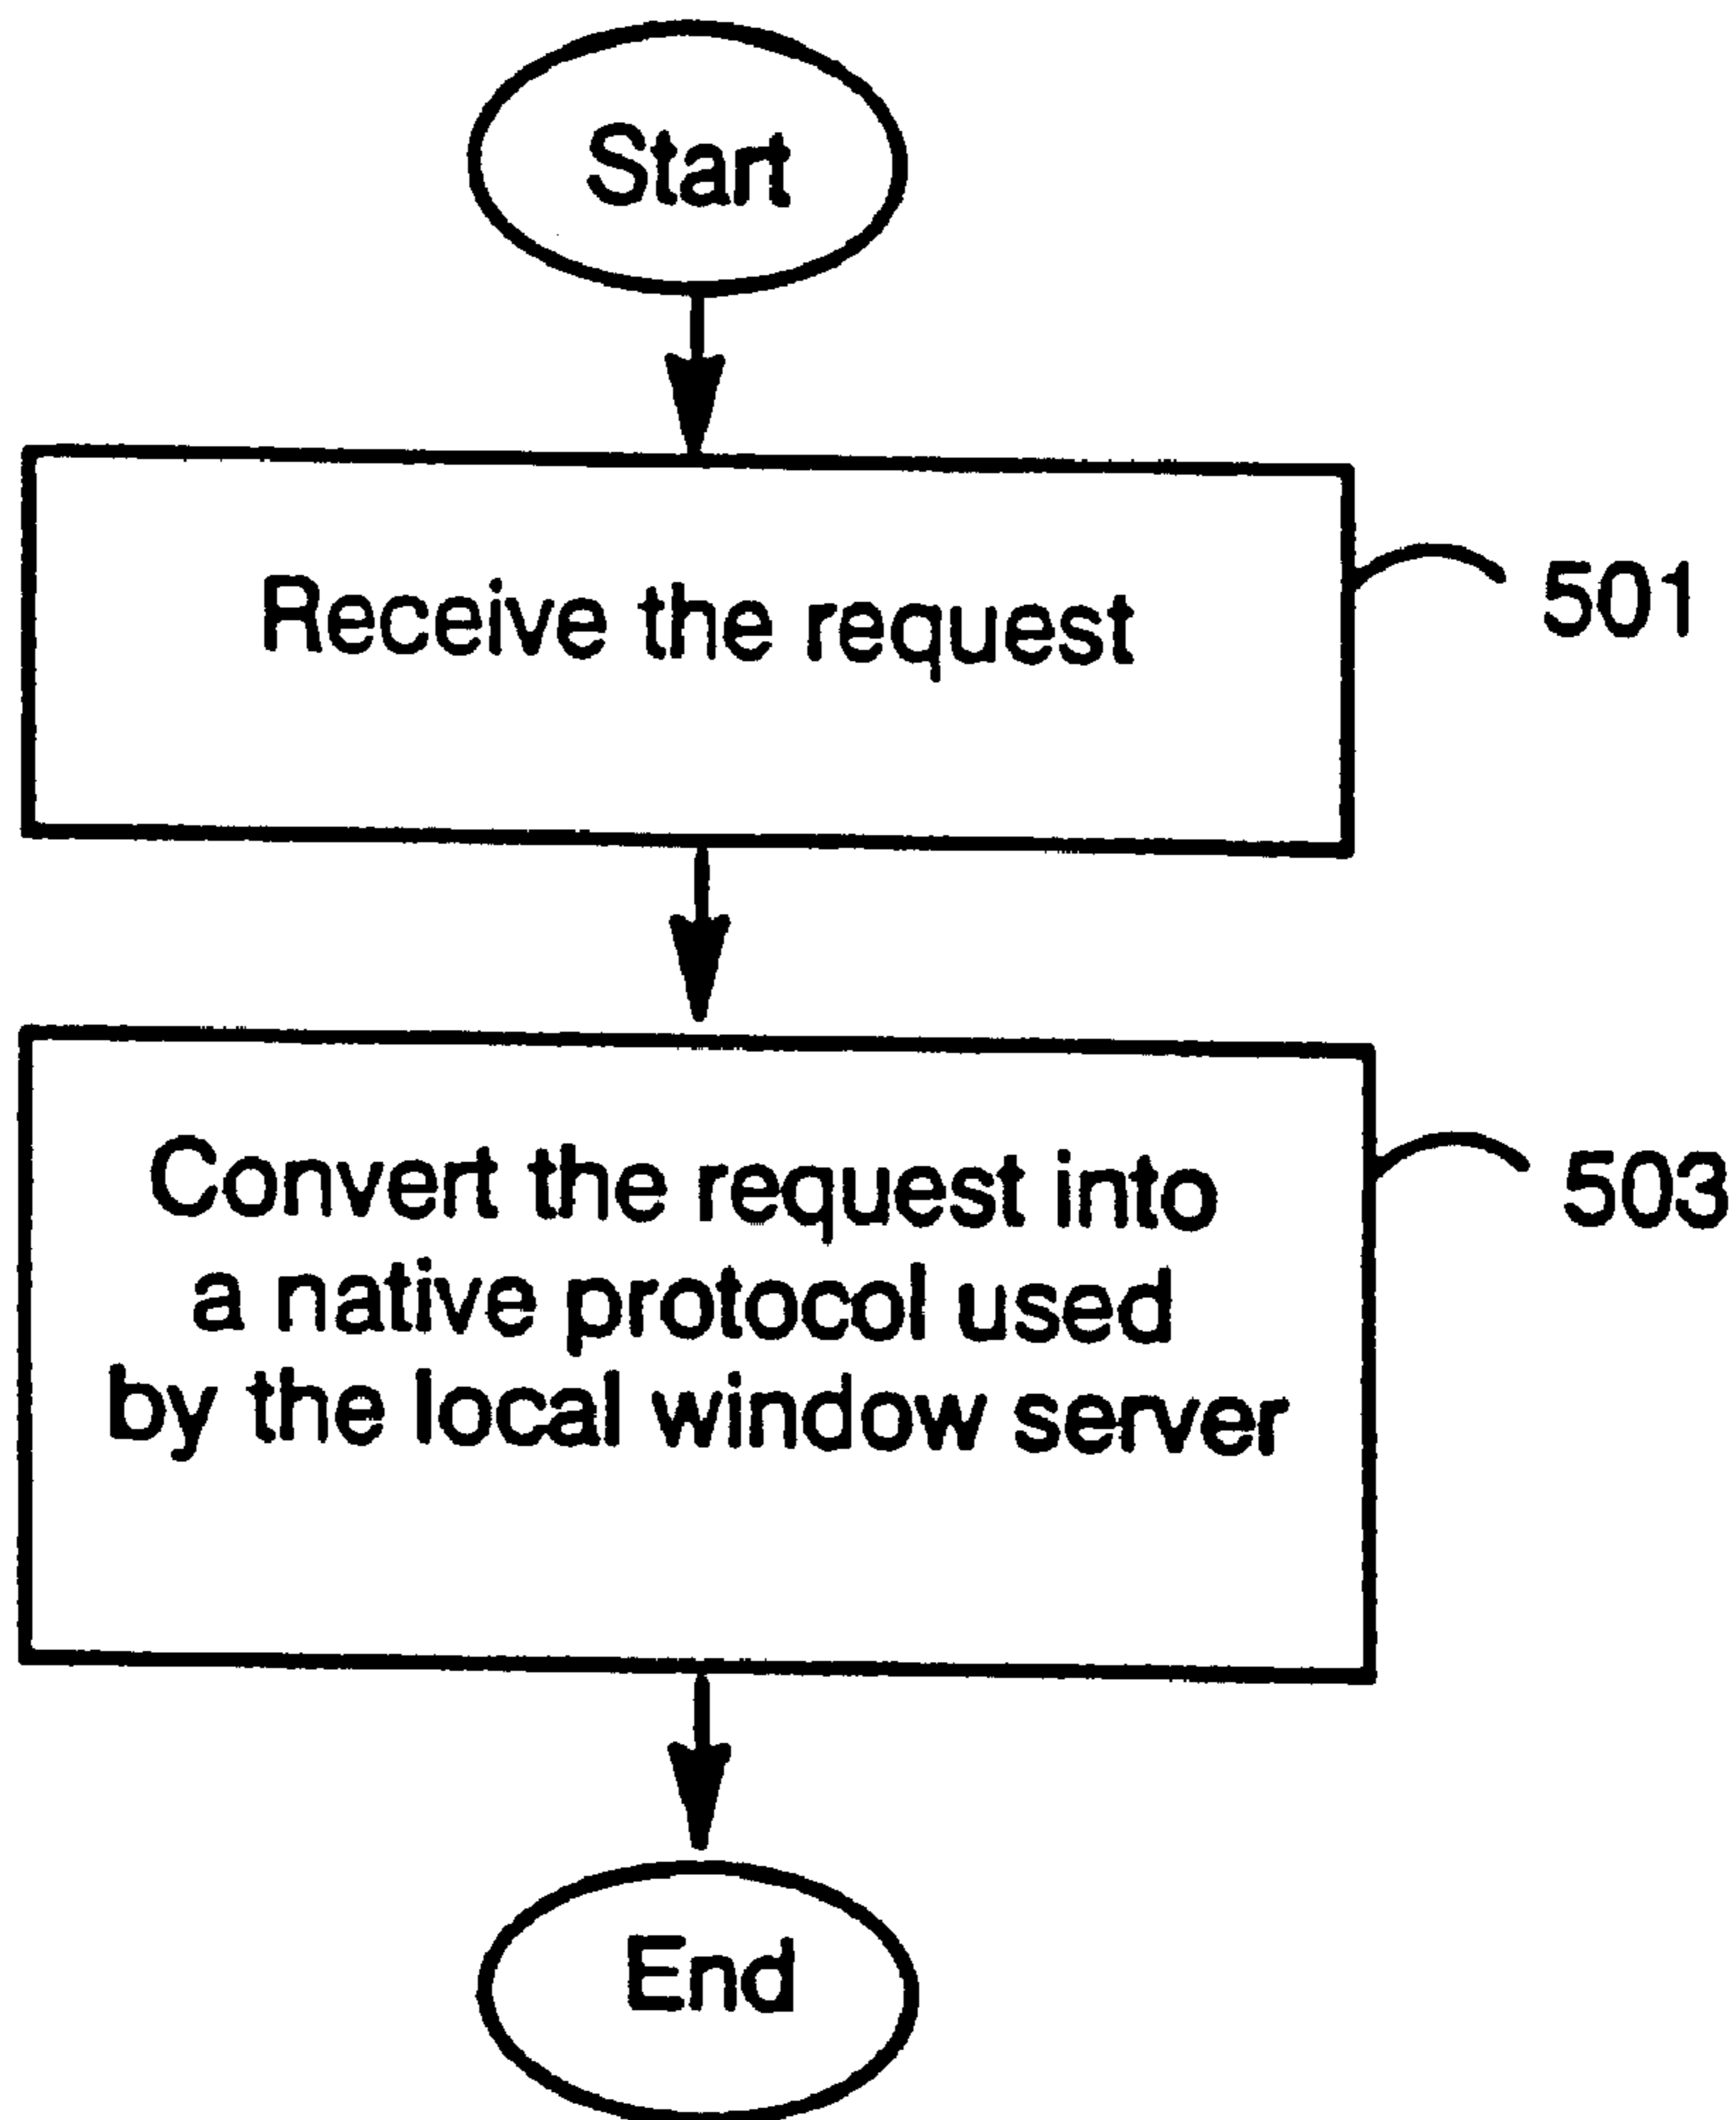 Start
Receive the request
501
Convert the request into
503
a native protocol used
by the local window server
End